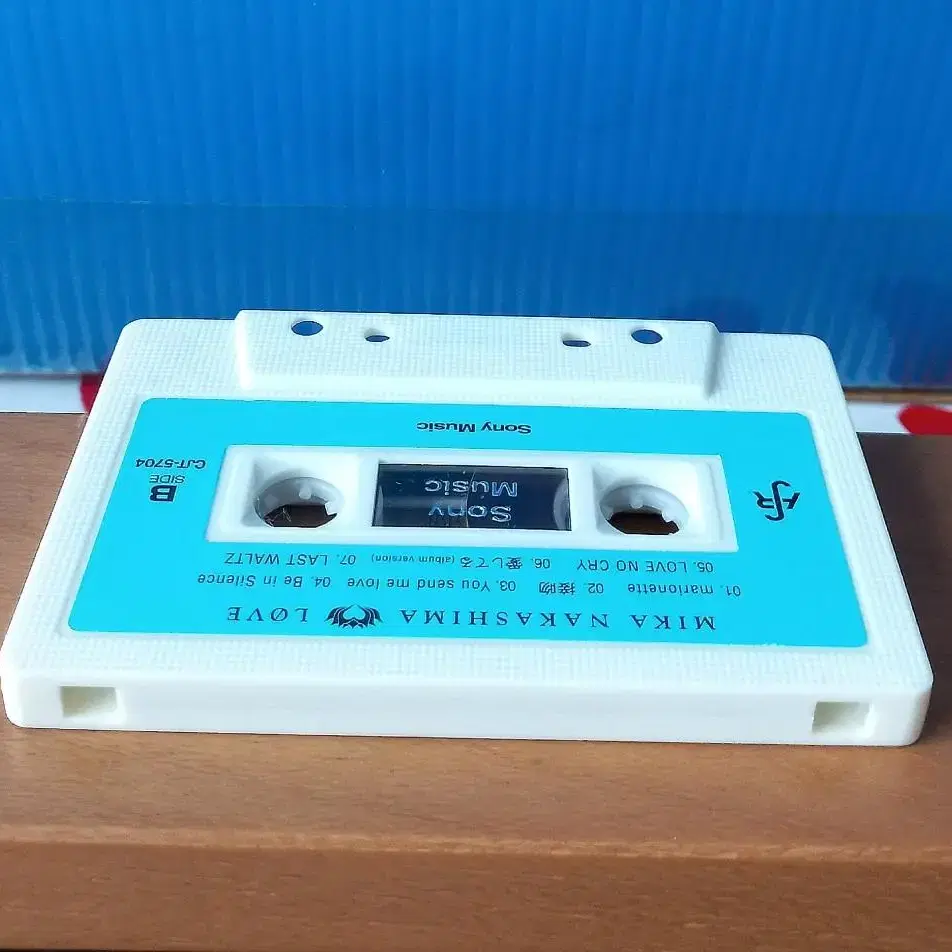 MIKA NAKASHIMA LØVE
01. marionette 02. 接吻 03. You send me love 04. Be in Silence
05. LOVE NO CRY 06. 愛してる (album version) 07. LAST WALTZ
Sony
Music
B
SIDE
CJT-5704
Sony Music